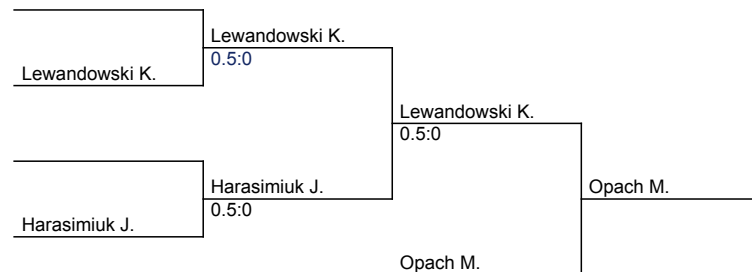 Lewandowski K.
0.5:0
Lewandowski K.
Lewandowski K.
0.5:0
Harasimiuk J.
0.5:0
Opach M.
Harasimiuk J.
Opach M.